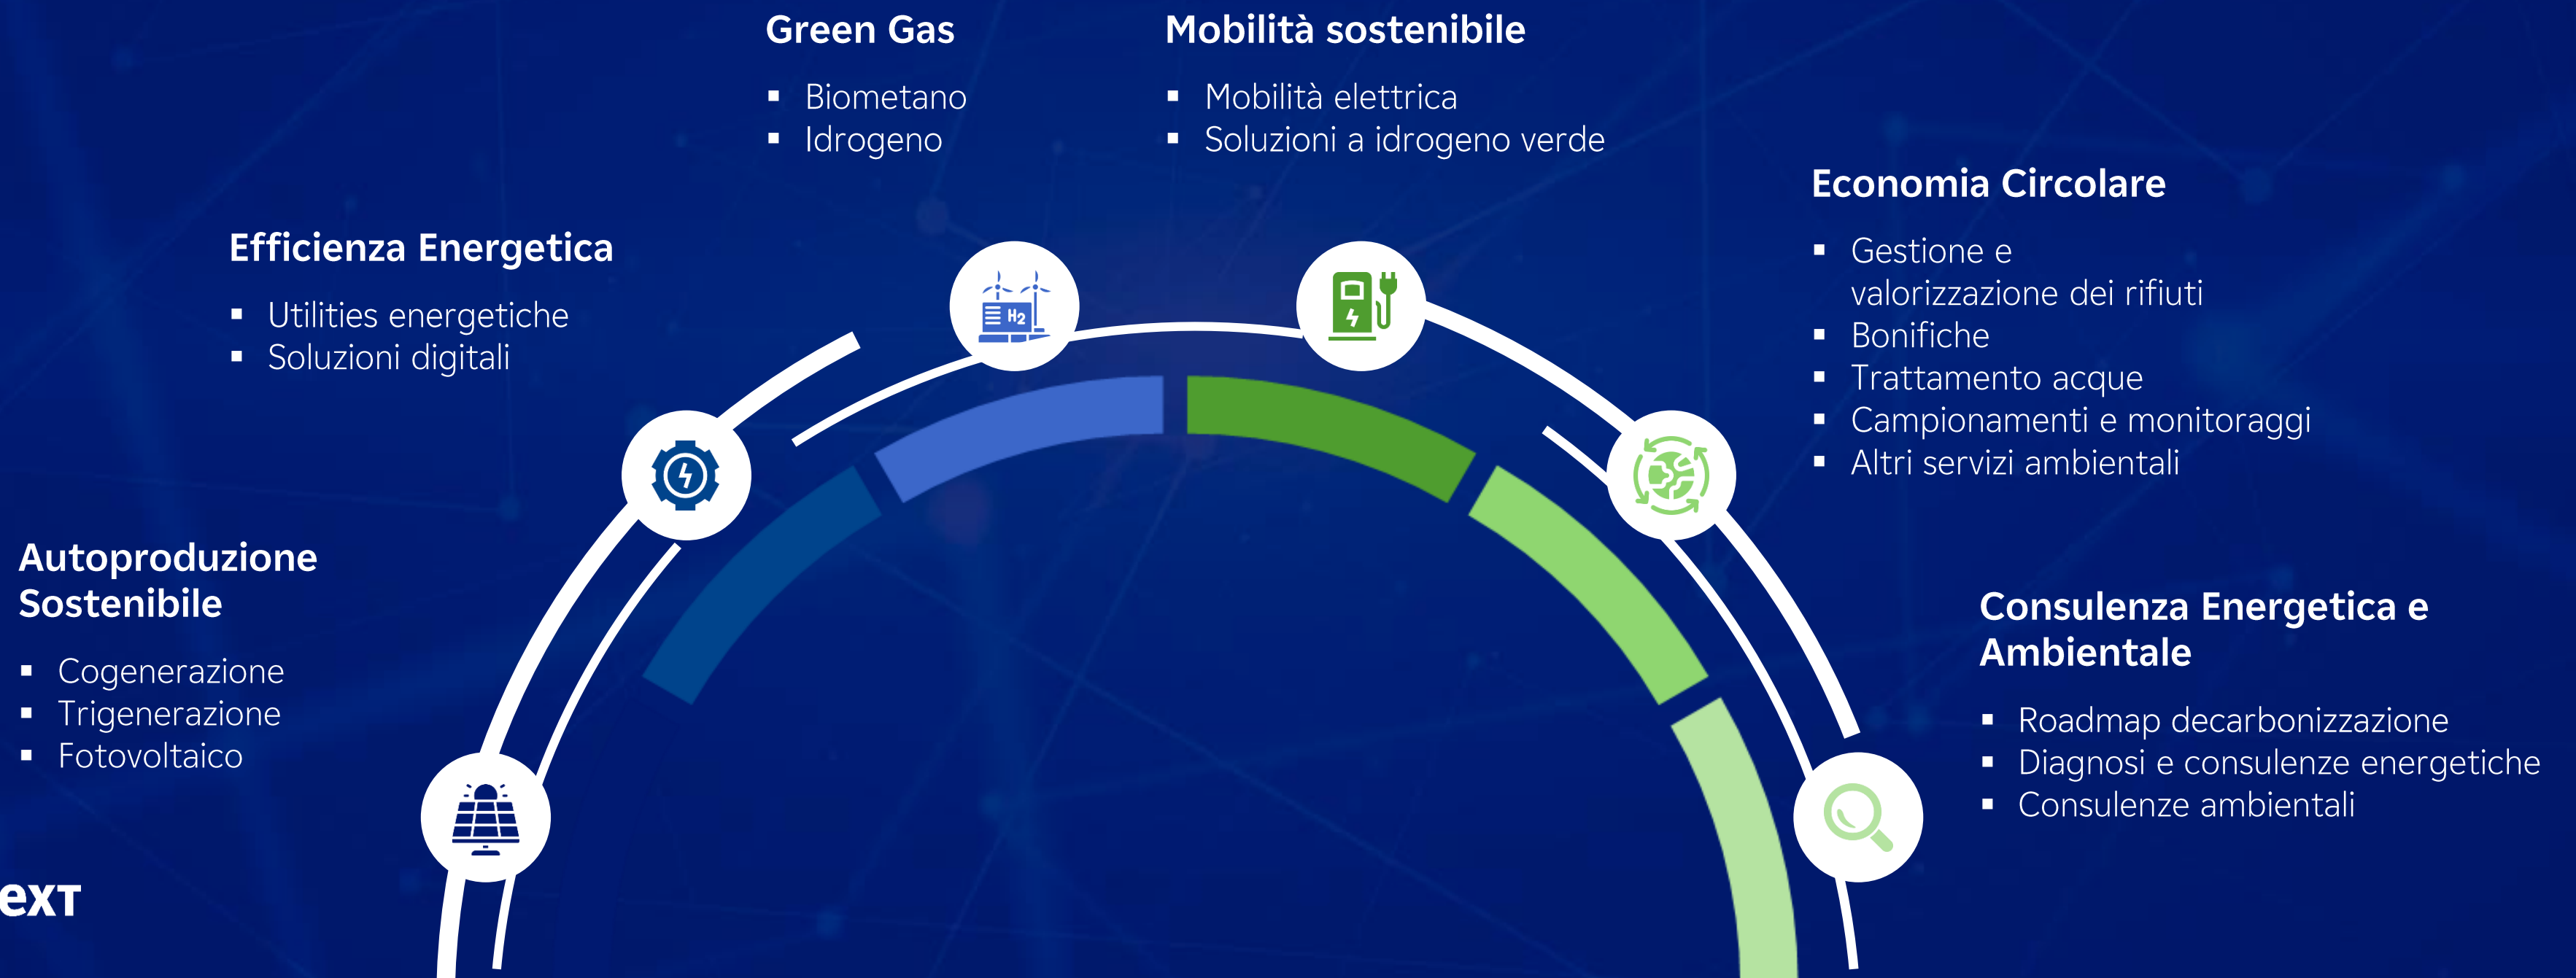 Green Gas
▪ Biometano
▪ Idrogeno
Mobilità sostenibile
▪ Mobilità elettrica
▪ Soluzioni a idrogeno verde
Economia Circolare
▪ Gestione e
valorizzazione dei rifiuti
▪ Bonifiche
▪ Trattamento acque
▪ Campionamenti e monitoraggi
▪ Altri servizi ambientali
Efficienza Energetica
▪ Utilities energetiche
▪ Soluzioni digitali
H2
Autoproduzione
Sostenibile
▪ Cogenerazione
▪ Trigenerazione
▪ Fotovoltaico
Consulenza Energetica e
Ambientale
▪ Roadmap decarbonizzazione
▪ Diagnosi e consulenze energetiche
▪ Consulenze ambientali
exT